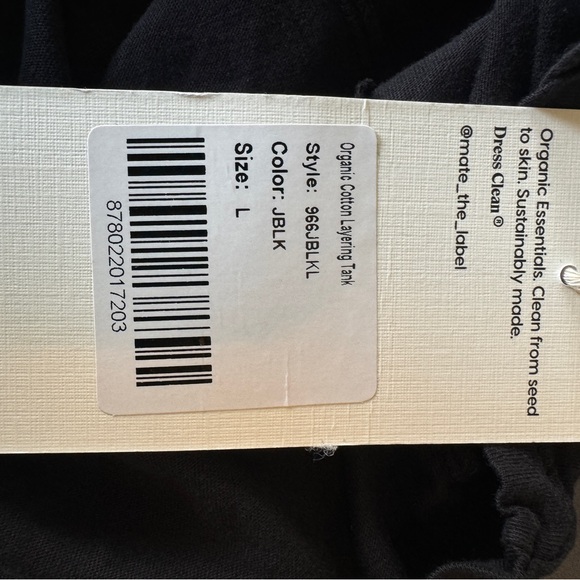 Organic Essentials. Clean from seed
to skin. Sustainably made.
Dress Clean®
@mate_the_label
Organic Cotton Layering Tank
Style: 966JBLKL
Color: JBLK
Size: L
878022017203